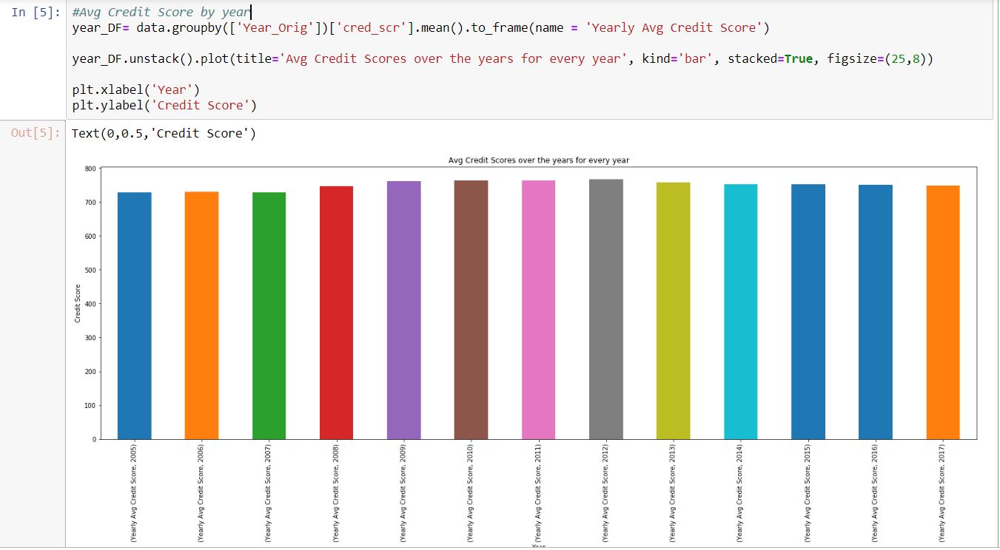 In [5]:
#Avg Credit Score by year
year_DF= data.groupby(['Year_Orig'])['cred_scr'].mean().to_frame(name = 'Yearly Avg Credit Score')
year_DF.unstack().plot(title='Avg Credit Scores over the years for every year', kind='bar', stacked=True, figsize=(25,8))
plt.xlabel('Year')
plt.ylabel('Credit Score')
Out[5]:
Text(0,0.5,'Credit Score')
Avg Credit Scores over the years for every year
800
700
600
500
400
300
200
100
0
Credit Score
(Yearly Avg Credit Score, 2005)
(Yearly Avg Credit Score, 2006)
(Yearly Avg Credit Score, 2007)
(Yearly Avg Credit Score, 2008)
(Yearly Avg Credit Score, 2009)
(Yearly Avg Credit Score, 2010)
(Yearly Avg Credit Score, 2011)
(Yearly Avg Credit Score, 2012)
(Yearly Avg Credit Score, 2013)
(Yearly Avg Credit Score, 2014)
(Yearly Avg Credit Score, 2015)
(Yearly Avg Credit Score, 2016)
(Yearly Avg Credit Score, 2017)
Year